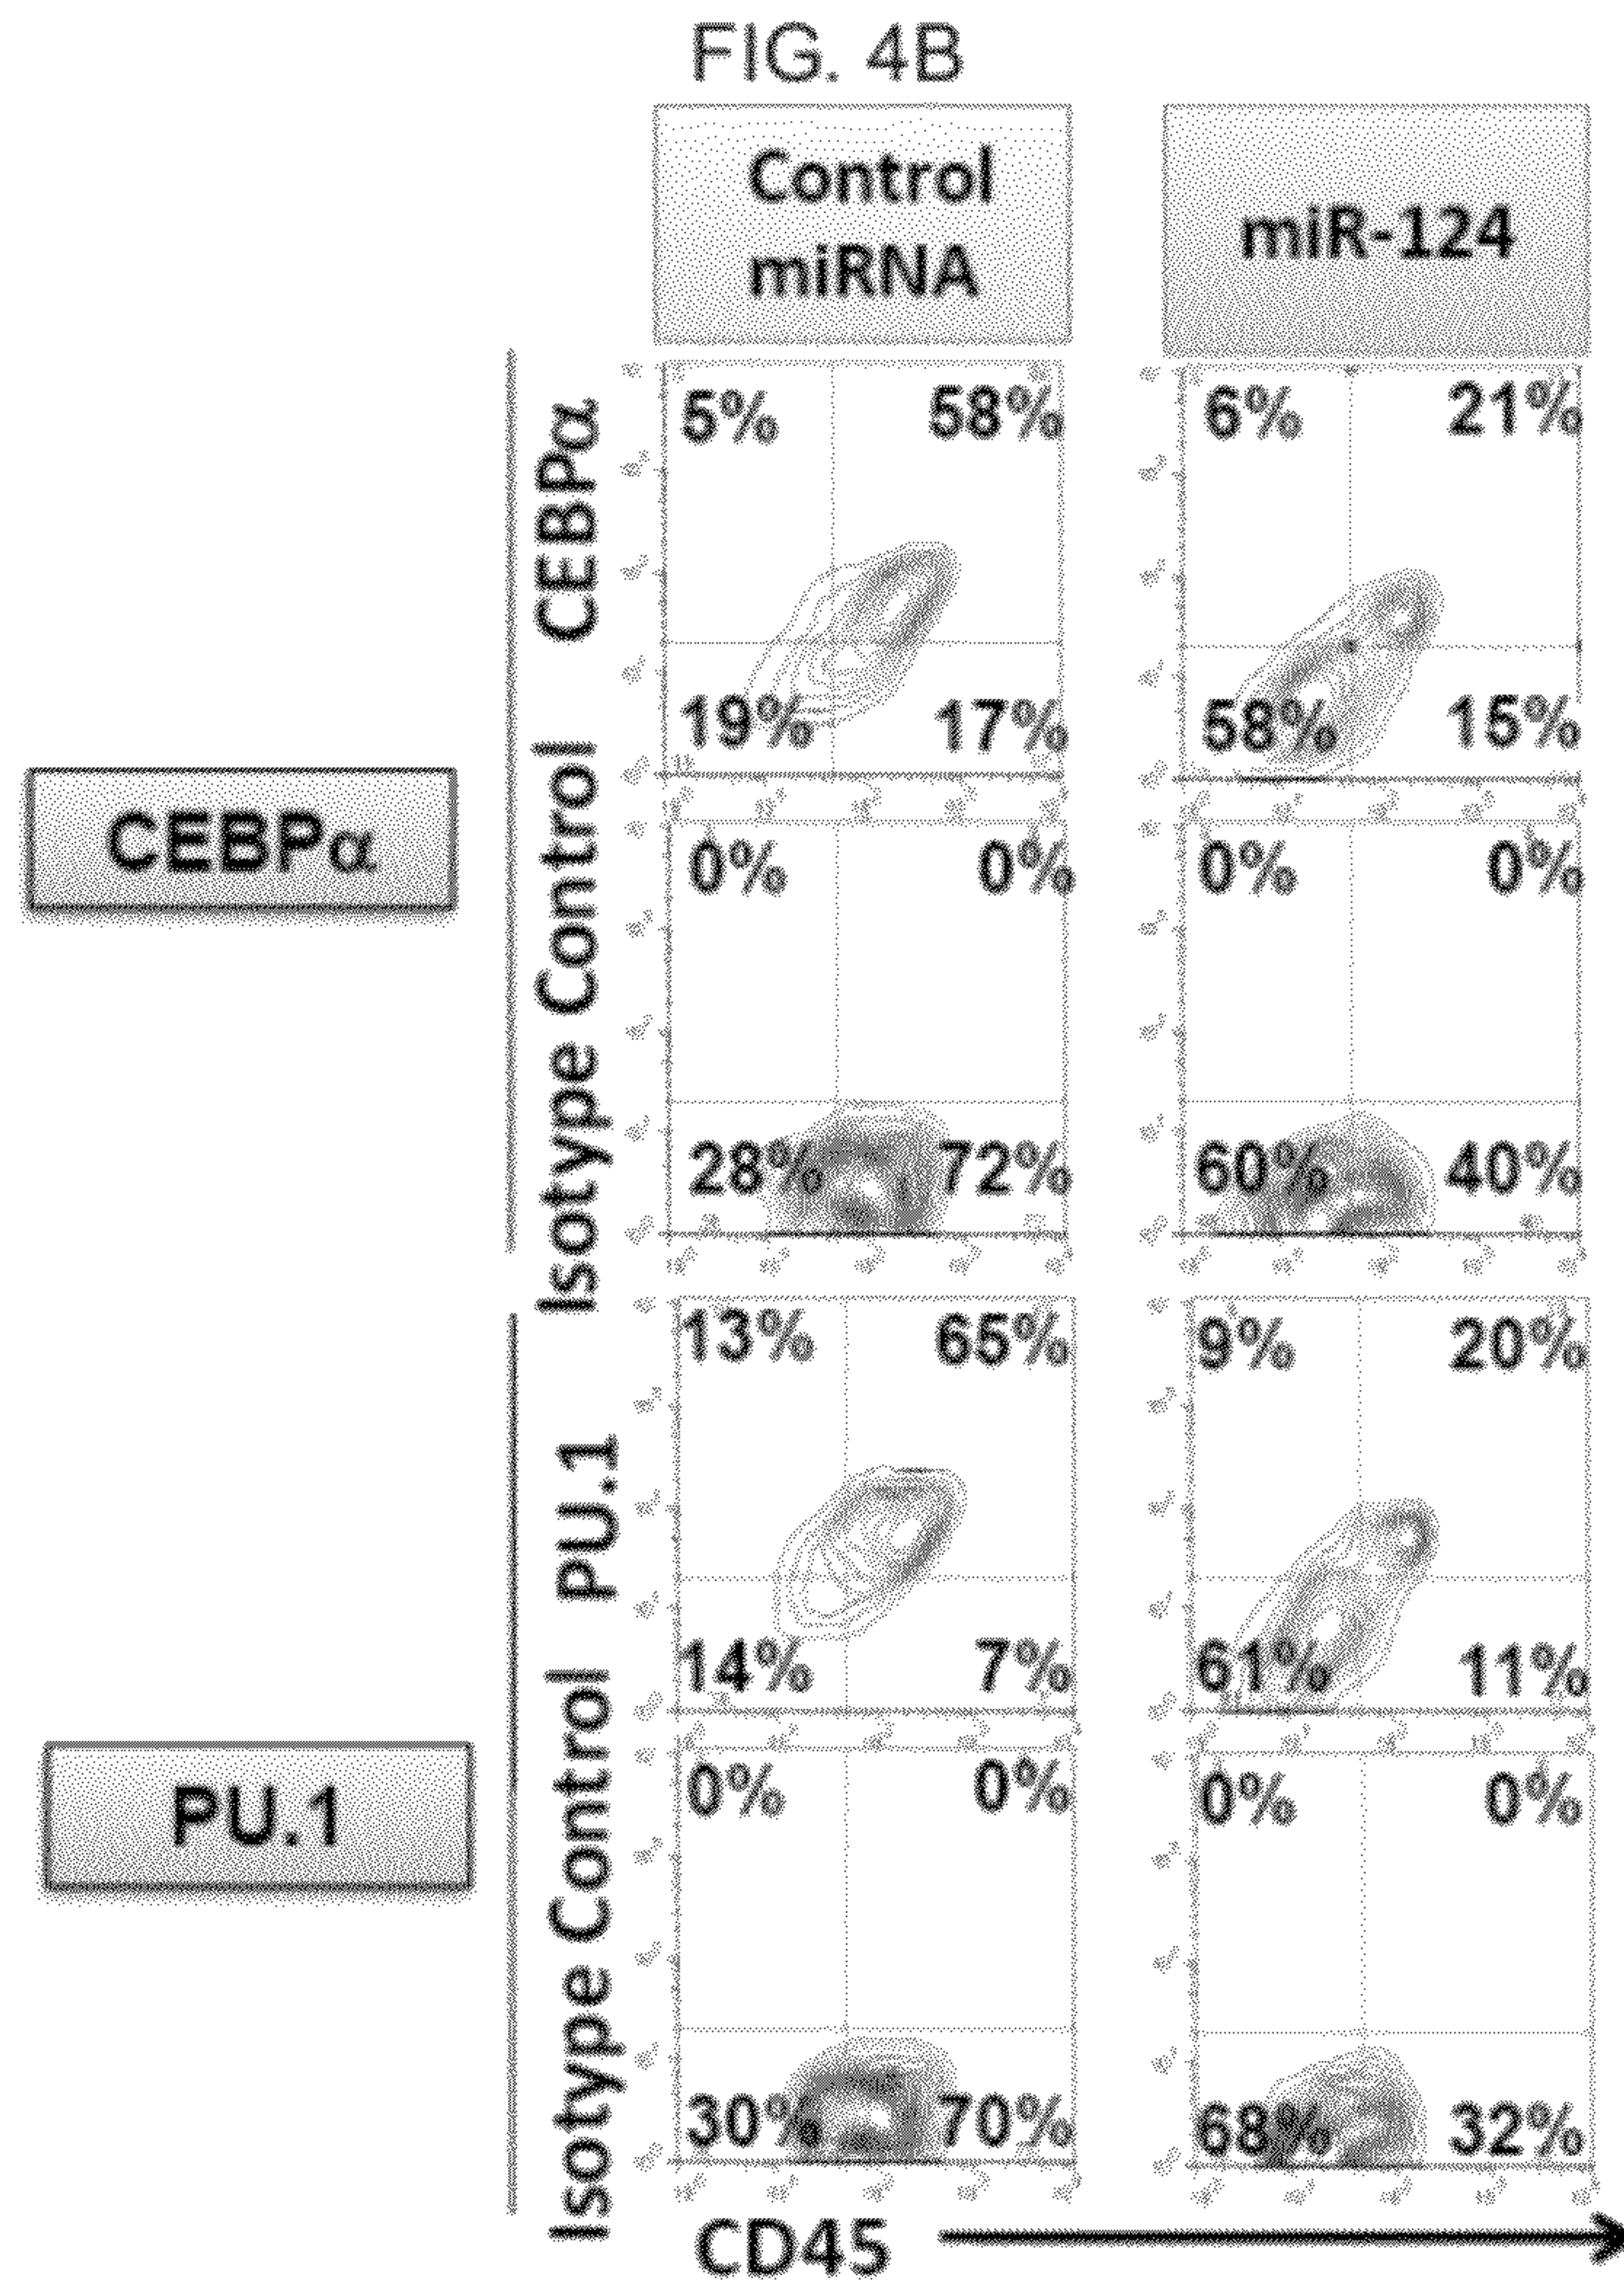 FIG. 4B
Control
miRNA
miR-124
CEBPα
CEBPα
Isotype Control
5% 58%
19% 17%
6% 21%
58% 15%
0% 0%
28% 72%
0% 0%
60% 40%
PU.1
PU.1
Isotype Control
13% 65%
14% 7%
9% 20%
61% 11%
0% 0%
30% 70%
0% 0%
68% 32%
CD45